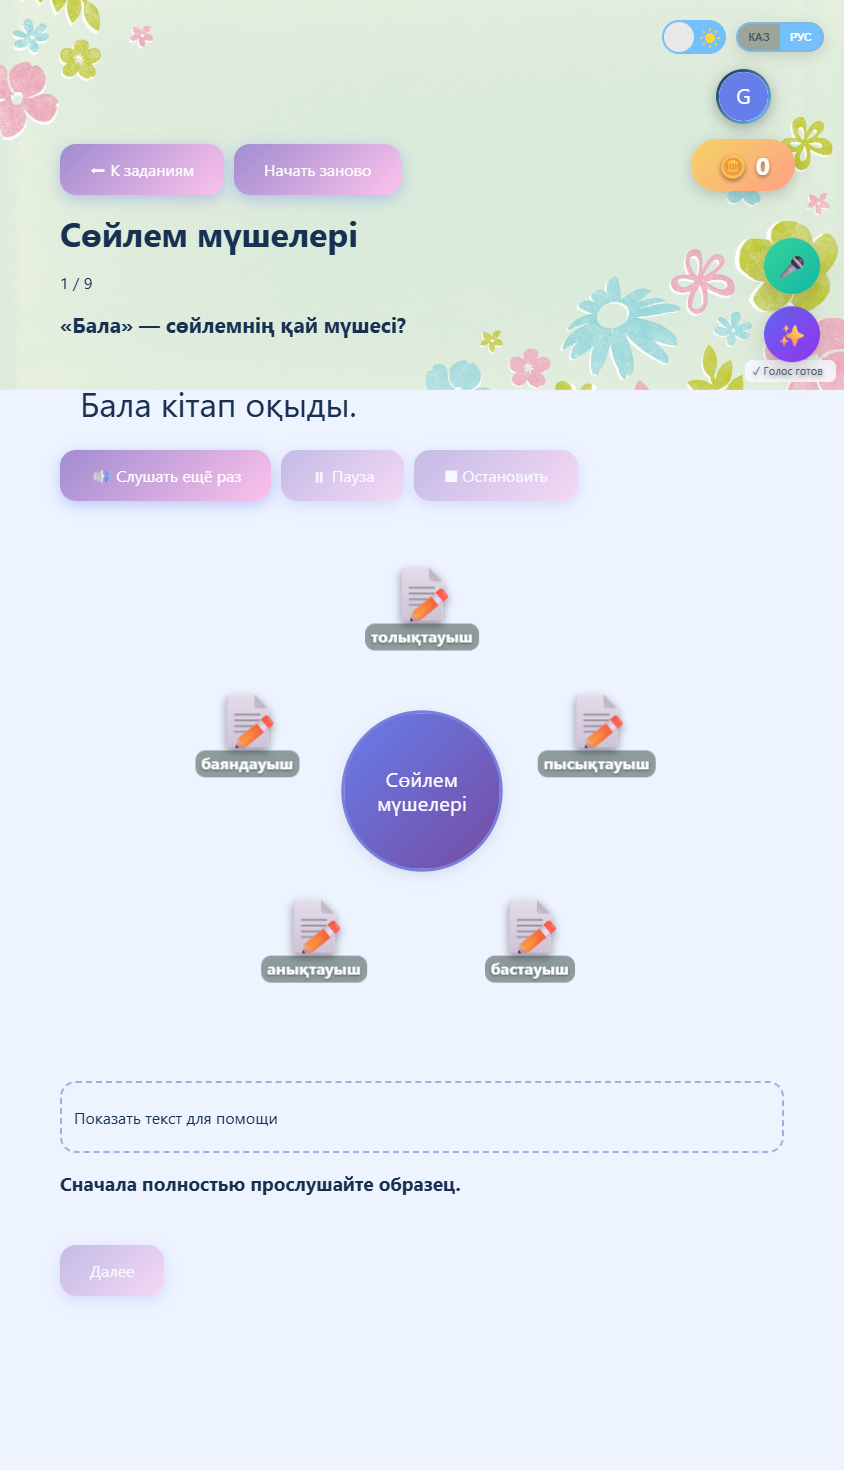 КАЗ РУС
G
⬅ К заданиям Начать заново
0
Сөйлем мүшелері
1 / 9
«Бала» — сөйлемнің қай мүшесі?
✓ Голос готов
Бала кітап оқыды.
Слушать ещё раз ⏸ Пауза ⏹ Остановить
толықтауыш
баяндауыш
пысықтауыш
Сөйлем
мүшелері
анықтауыш
бастауыш
Показать текст для помощи
Сначала полностью прослушайте образец.
Далее